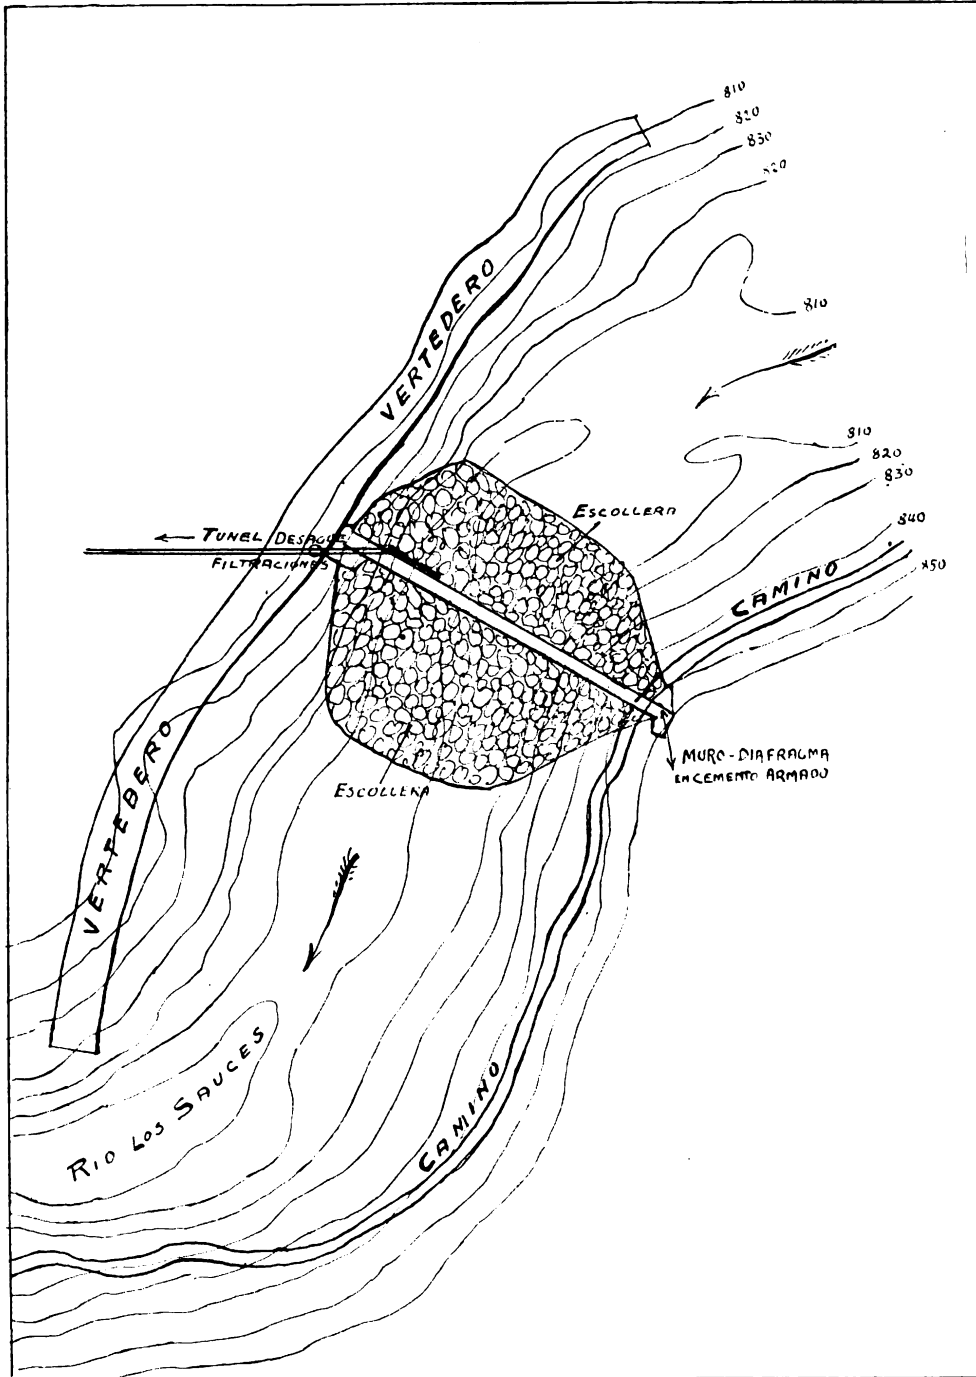 810
820
830
820
VERTEDERO
810
810
820
830
ESCOLLERA
840
← TUNEL DESAGUE
FILTRACIONES
850
CAMINO
VERTEBERO
MURO-DIAFRAGMA
EN CEMENTO ARMADO
ESCOLLERA
RIO LOS SAUCES
CAMINO